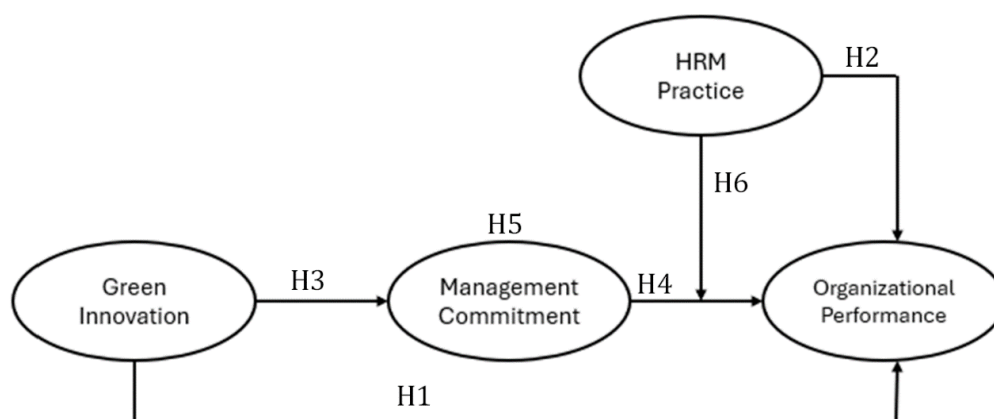 HRM
Practice
H2
H6
H5
Green
Innovation
H3
Management
Commitment
H4
Organizational
Performance
H1